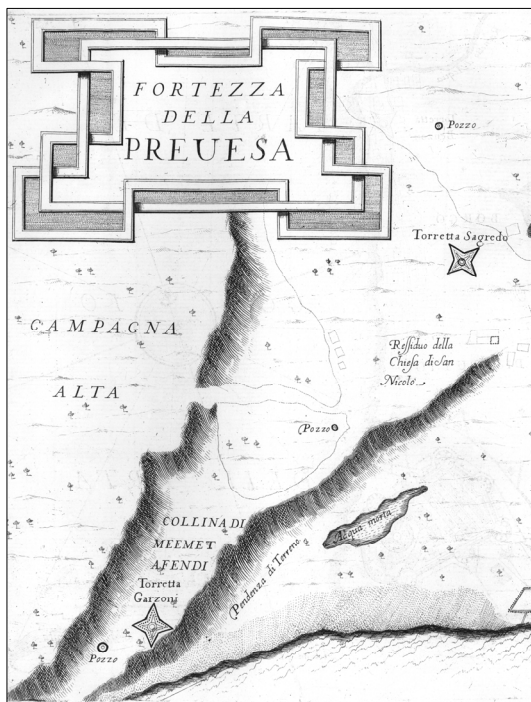 FORTEZZA
DELLA
PREUESA
Pozzo
Torretta Sagredo
CAMPAGNA
Ressiduo della
Chiesa di San
Nicolò
ALTA
Pozzo
Acqua morta
COLLINA DI
MEEMET
AFENDI
Pendenza di Terreno
Torretta
Garzoni
Pozzo